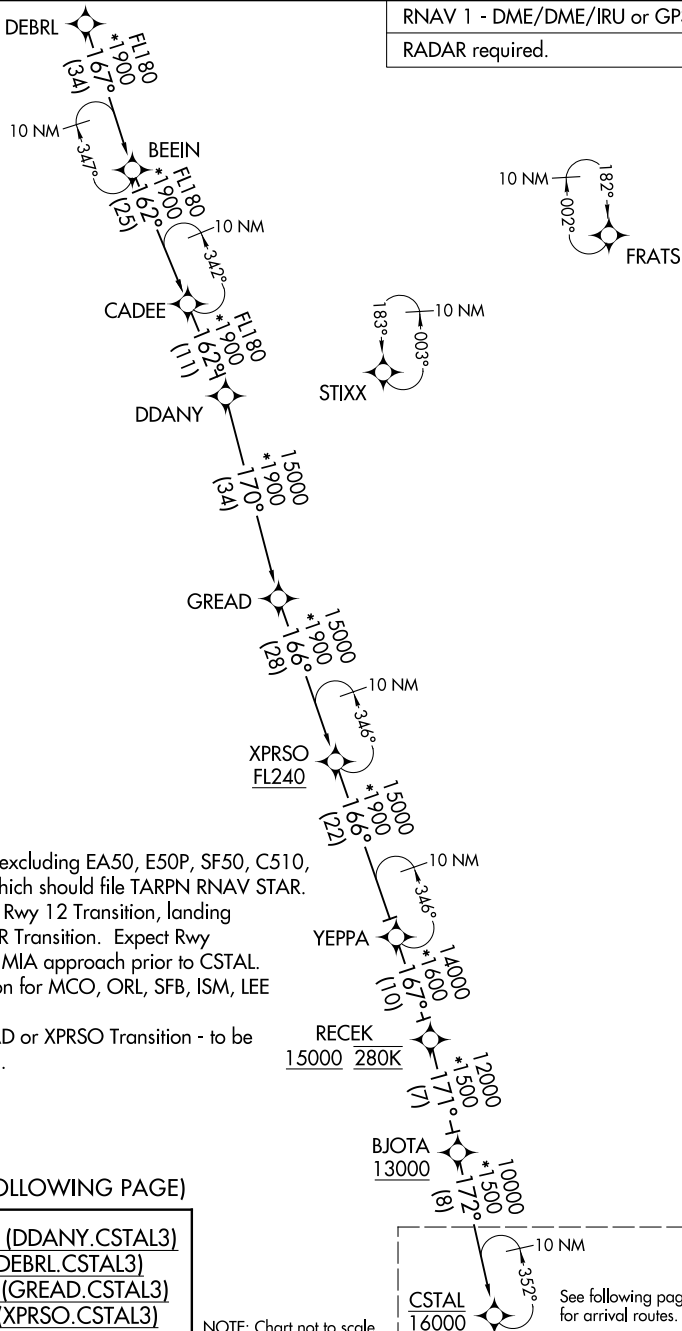 RNAV 1 - DME/DME/IRU or GPS
RADAR required.
DEBRL
FL180
*1900
167°
(34)
10 NM
347°
BEEIN
FL180
*1900
162°
(25)
10 NM
342°
CADEE
FL180
*1900
162°
(11)
DDANY
10 NM
182°
002°
FRATS
183°
10 NM
003°
STIXX
15000
*1900
170°
(34)
GREAD
15000
*1900
166°
(28)
10 NM
346°
XPRSO
FL240
15000
*1900
166°
(22)
10 NM
346°
YEPPA
14000
*1600
167°
(10)
RECEK
15000 280K
12000
*1500
171°
(7)
BJOTA
13000
10000
*1500
172°
(8)
10 NM
352°
CSTAL
16000
See following pag
for arrival routes.
excluding EA50, E50P, SF50, C510,
hich should file TARPN RNAV STAR.
Rwy 12 Transition, landing
R Transition. Expect Rwy
MIA approach prior to CSTAL.
on for MCO, ORL, SFB, ISM, LEE
D or XPRSO Transition - to be
.
OLLOWING PAGE)
(DDANY.CSTAL3)
DEBRL.CSTAL3)
(GREAD.CSTAL3)
(XPRSO.CSTAL3)
NOTE: Chart not to scale